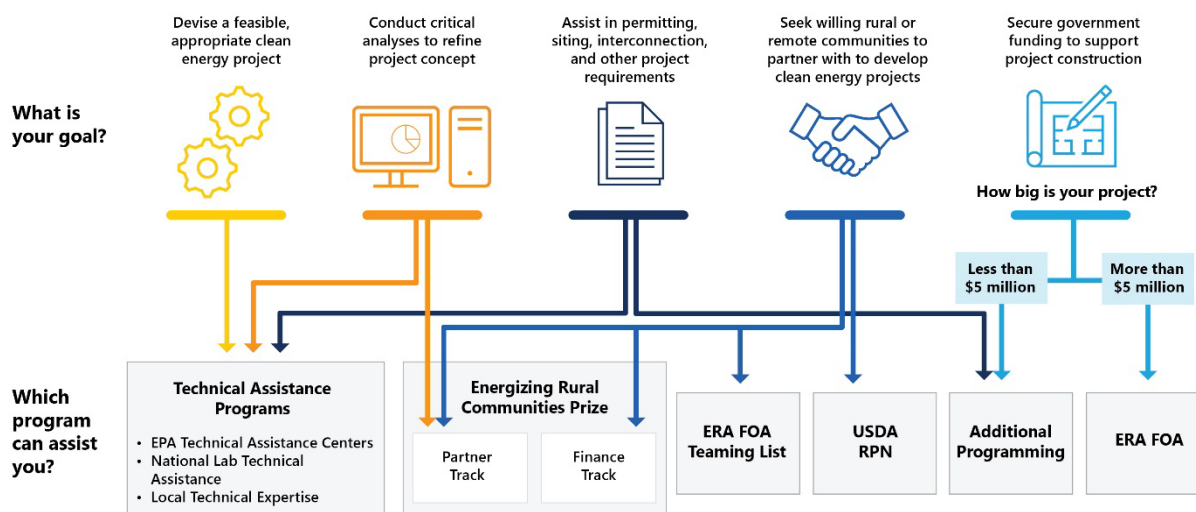 Devise a feasible,
appropriate clean
energy project
Conduct critical
analyses to refine
project concept
Assist in permitting,
siting, interconnection,
and other project
requirements
Seek willing rural or
remote communities to
partner with to develop
clean energy projects
Secure government
funding to support
project construction
What is
your goal?
How big is your project?
Less than
$5 million
More than
$5 million
Which
program
can assist
you?
Technical Assistance
Programs
• EPA Technical Assistance Centers
• National Lab Technical
Assistance
• Local Technical Expertise
Energizing Rural
Communities Prize
Partner
Track
Finance
Track
ERA FOA
Teaming List
USDA
RPN
Additional
Programming
ERA FOA